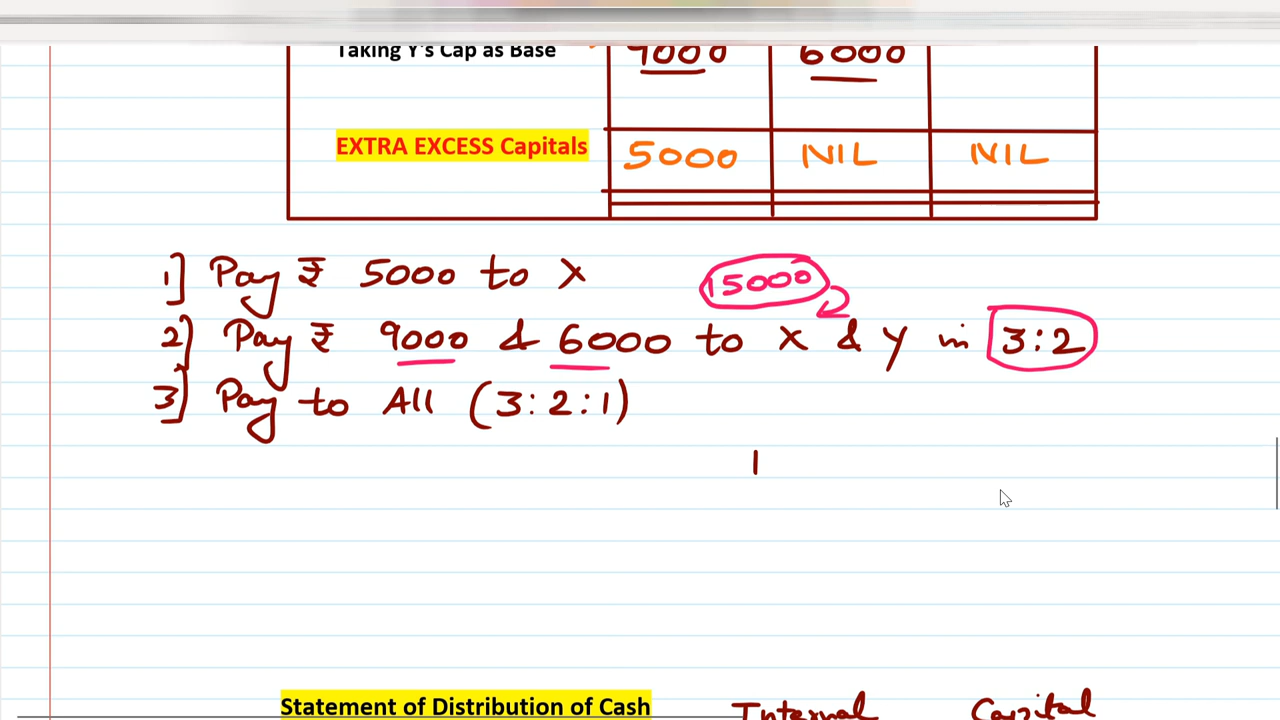 Taking Y's Cap as Base 9000 6000
EXTRA EXCESS Capitals 5000 NIL NIL
1] Pay ₹ 5000 to X
15000
2) Pay ₹ 9000 & 6000 to X & Y in 3:2
3] Pay to All (3:2:1)
Statement of Distribution of Cash Internal Capital